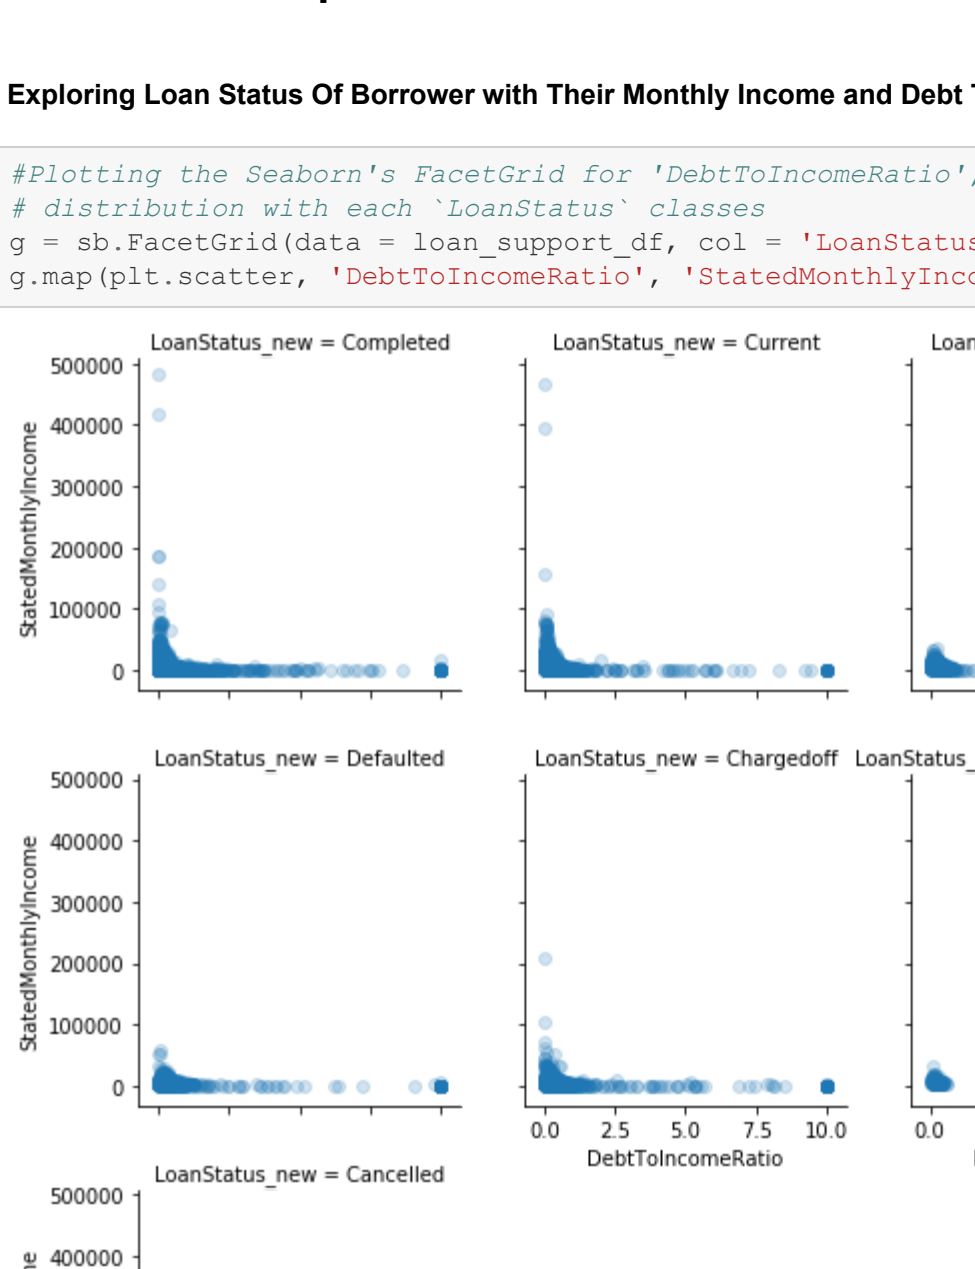 Exploring Loan Status Of Borrower with Their Monthly Income and Debt
#Plotting the Seaborn's FacetGrid for 'DebtToIncomeRatio',
# distribution with each `LoanStatus` classes
g = sb.FacetGrid(data = loan_support_df, col = 'LoanStatus
g.map(plt.scatter, 'DebtToIncomeRatio', 'StatedMonthlyInco
LoanStatus_new = Completed
LoanStatus_new = Current
Loan
500000
400000
300000
200000
100000
0
StatedMonthlyIncome
LoanStatus_new = Defaulted
LoanStatus_new = Chargedoff
LoanStatus_
500000
400000
300000
200000
100000
0
StatedMonthlyIncome
0.0 2.5 5.0 7.5 10.0
DebtToIncomeRatio
0.0
LoanStatus_new = Cancelled
500000
400000